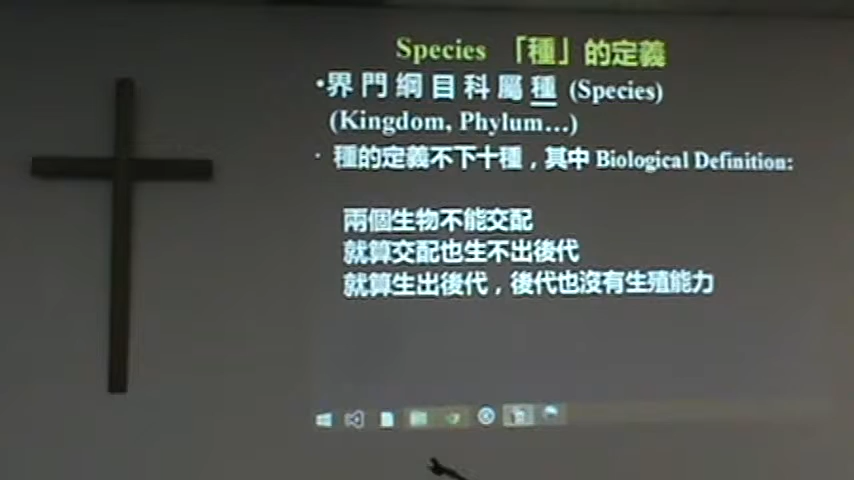 Species 「種」的定義
•界 門 綱 目 科 屬 種 (Species)
(Kingdom, Phylum...)
· 種的定義不下十種，其中 Biological Definition:
兩個生物不能交配
就算交配也生不出後代
就算生出後代，後代也沒有生殖能力